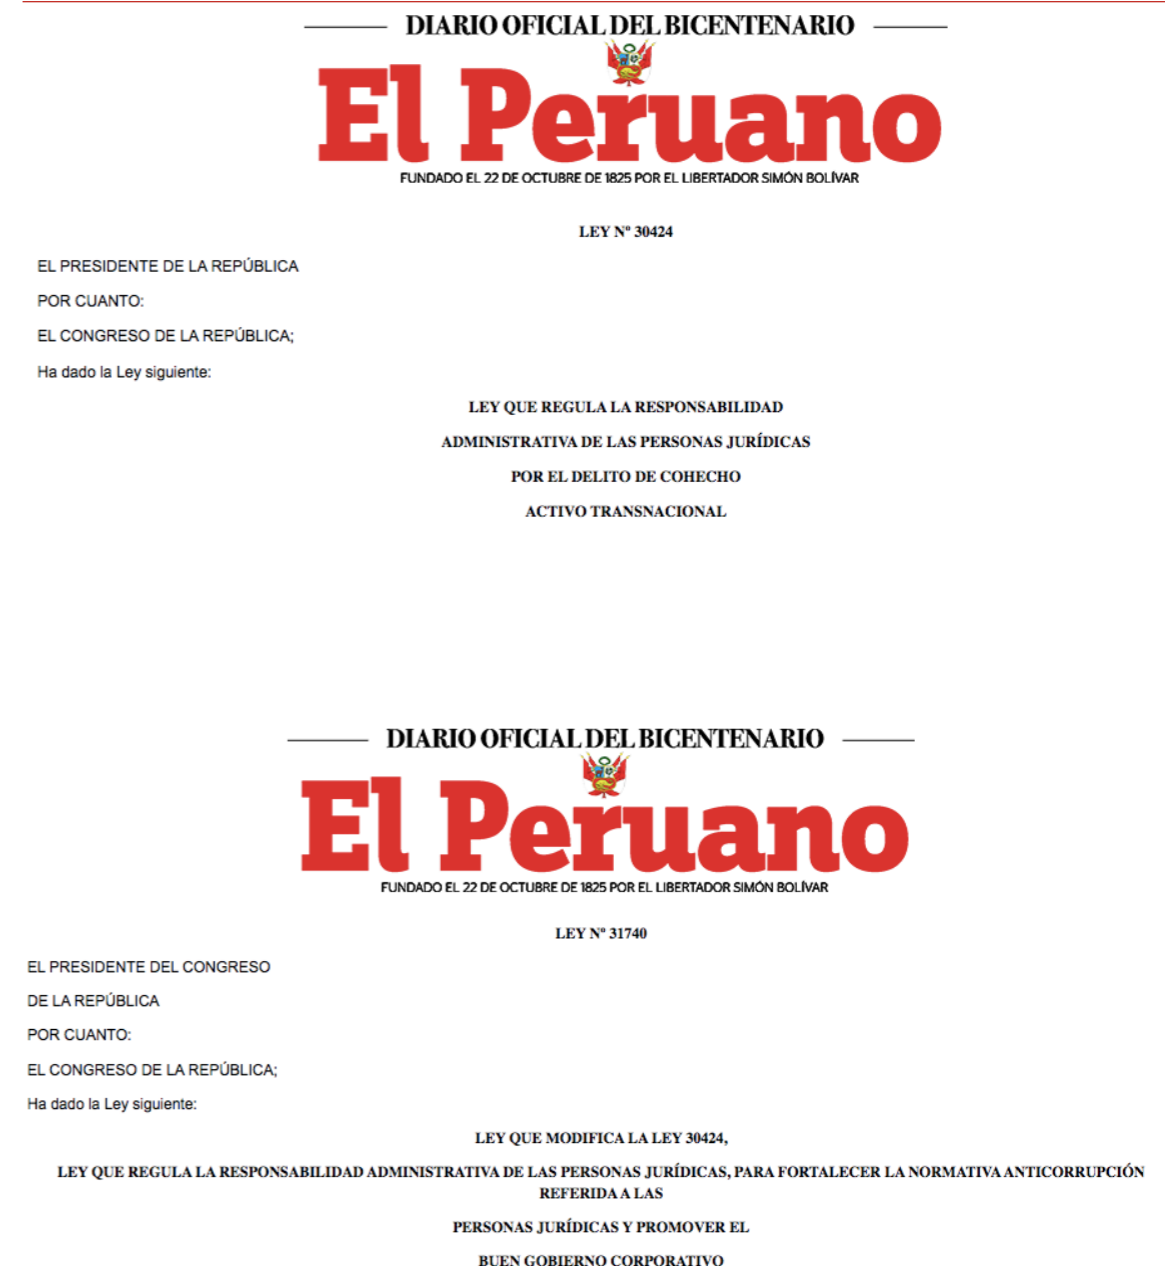 DIARIO OFICIAL DEL BICENTENARIO
El Peruano
FUNDADO EL 22 DE OCTUBRE DE 1825 POR EL LIBERTADOR SIMÓN BOLÍVAR
LEY Nº 30424
EL PRESIDENTE DE LA REPÚBLICA
POR CUANTO:
EL CONGRESO DE LA REPÚBLICA;
Ha dado la Ley siguiente:
LEY QUE REGULA LA RESPONSABILIDAD
ADMINISTRATIVA DE LAS PERSONAS JURÍDICAS
POR EL DELITO DE COHECHO
ACTIVO TRANSNACIONAL
DIARIO OFICIAL DEL BICENTENARIO
El Peruano
FUNDADO EL 22 DE OCTUBRE DE 1825 POR EL LIBERTADOR SIMÓN BOLÍVAR
LEY Nº 31740
EL PRESIDENTE DEL CONGRESO
DE LA REPÚBLICA
POR CUANTO:
EL CONGRESO DE LA REPÚBLICA;
Ha dado la Ley siguiente:
LEY QUE MODIFICA LA LEY 30424,
LEY QUE REGULA LA RESPONSABILIDAD ADMINISTRATIVA DE LAS PERSONAS JURÍDICAS, PARA FORTALECER LA NORMATIVA ANTICORRUPCIÓN
REFERIDA A LAS
PERSONAS JURÍDICAS Y PROMOVER EL
BUEN GOBIERNO CORPORATIVO